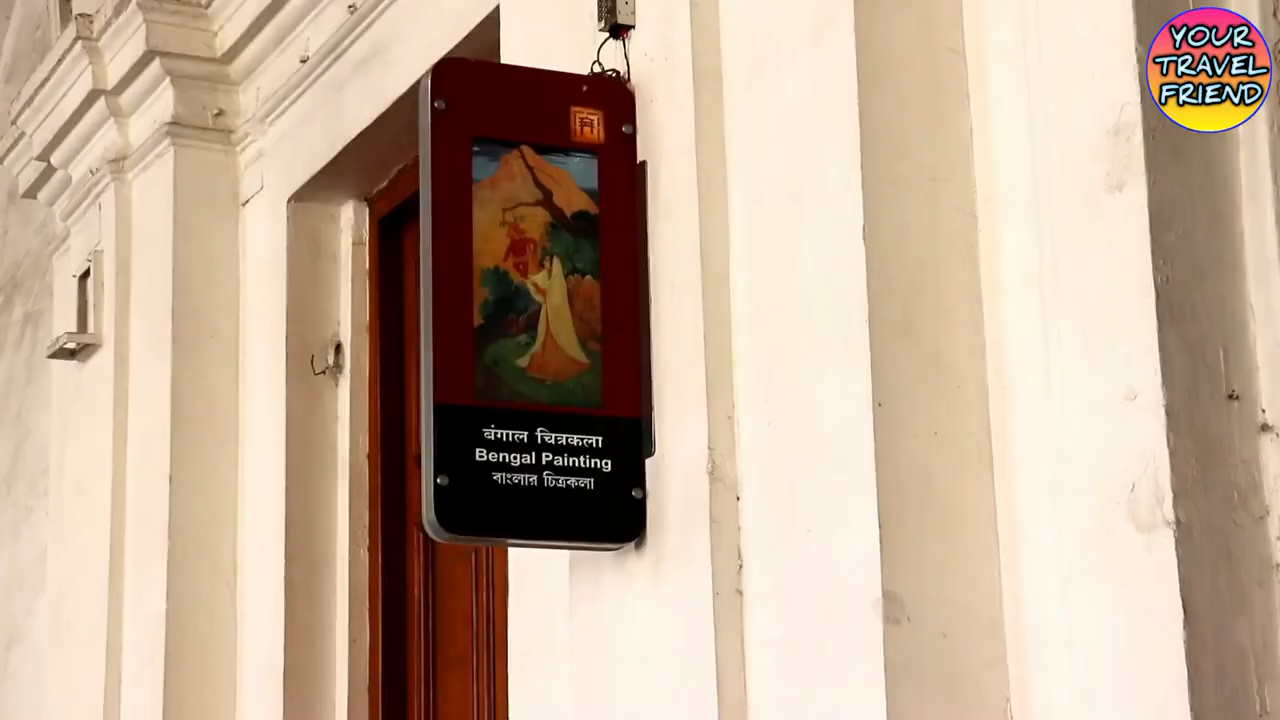 YOUR
TRAVEL
FRIEND
बंगाल चित्रकला
Bengal Painting
বাংলার চিত্রকলা